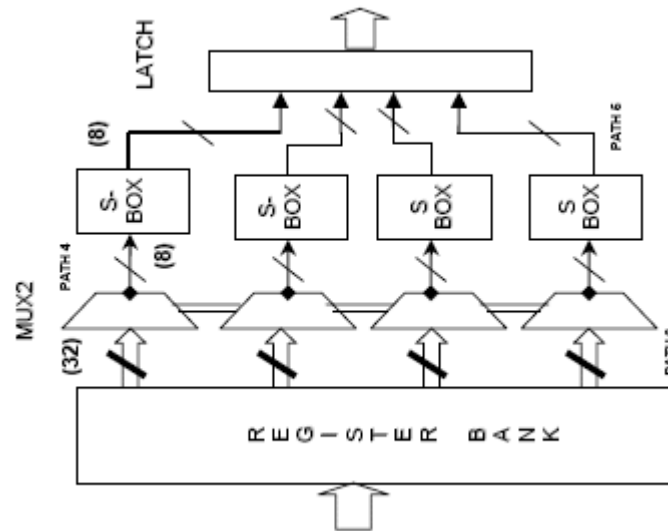 LATCH
(8)
S-
BOX
S-
BOX
S
BOX
S
BOX
PATH 6
PATH 4
(8)
MUX2
(32)
REGISTER BANK